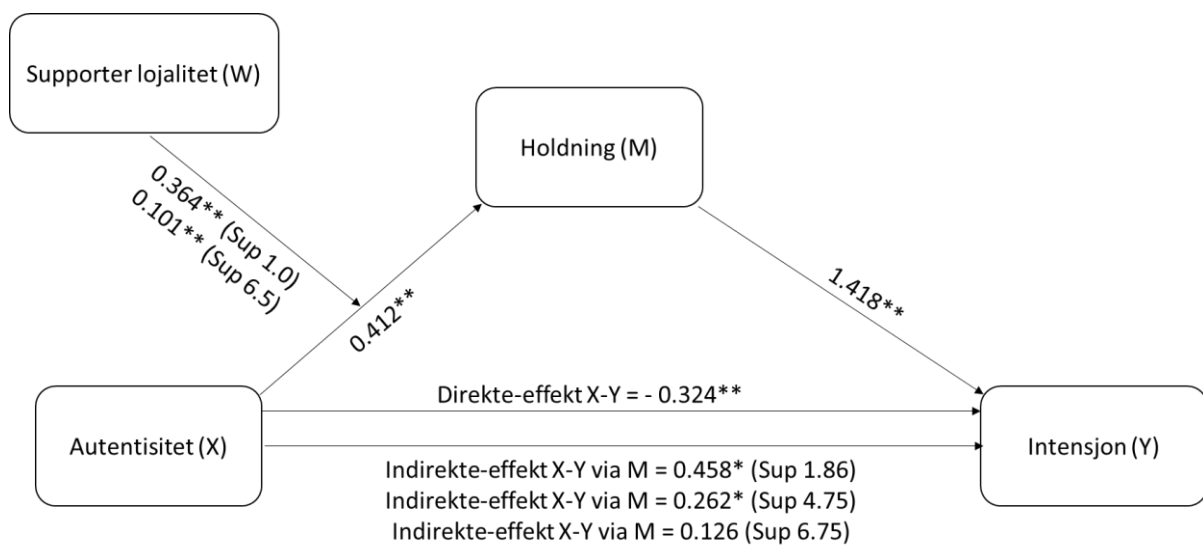 Supporter lojalitet (W)
Holdning (M)
0.364** (Sup 1.0)
0.101** (Sup 6.5)
0.412**
1.418**
Direkte-effekt X-Y = - 0.324**
Autentisitet (X)
Intensjon (Y)
Indirekte-effekt X-Y via M = 0.458* (Sup 1.86)
Indirekte-effekt X-Y via M = 0.262* (Sup 4.75)
Indirekte-effekt X-Y via M = 0.126 (Sup 6.75)